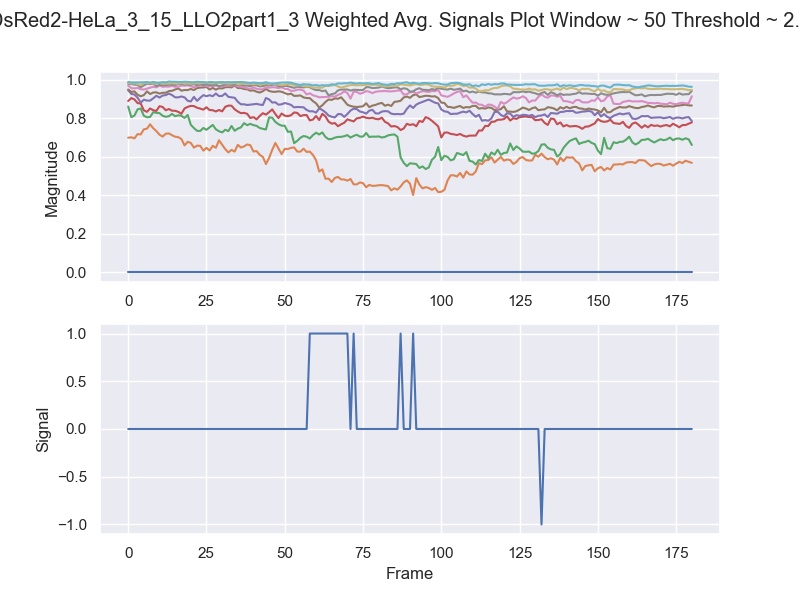 DsRed2-HeLa_3_15_LLO2part1_3 Weighted Avg. Signals Plot Window ~ 50 Threshold ~ 2.
1.0
0.8
0.6
0.4
0.2
0.0
Magnitude
0 25 50 75 100 125 150 175
1.0
0.5
0.0
−0.5
−1.0
Signal
0 25 50 75 100 125 150 175
Frame